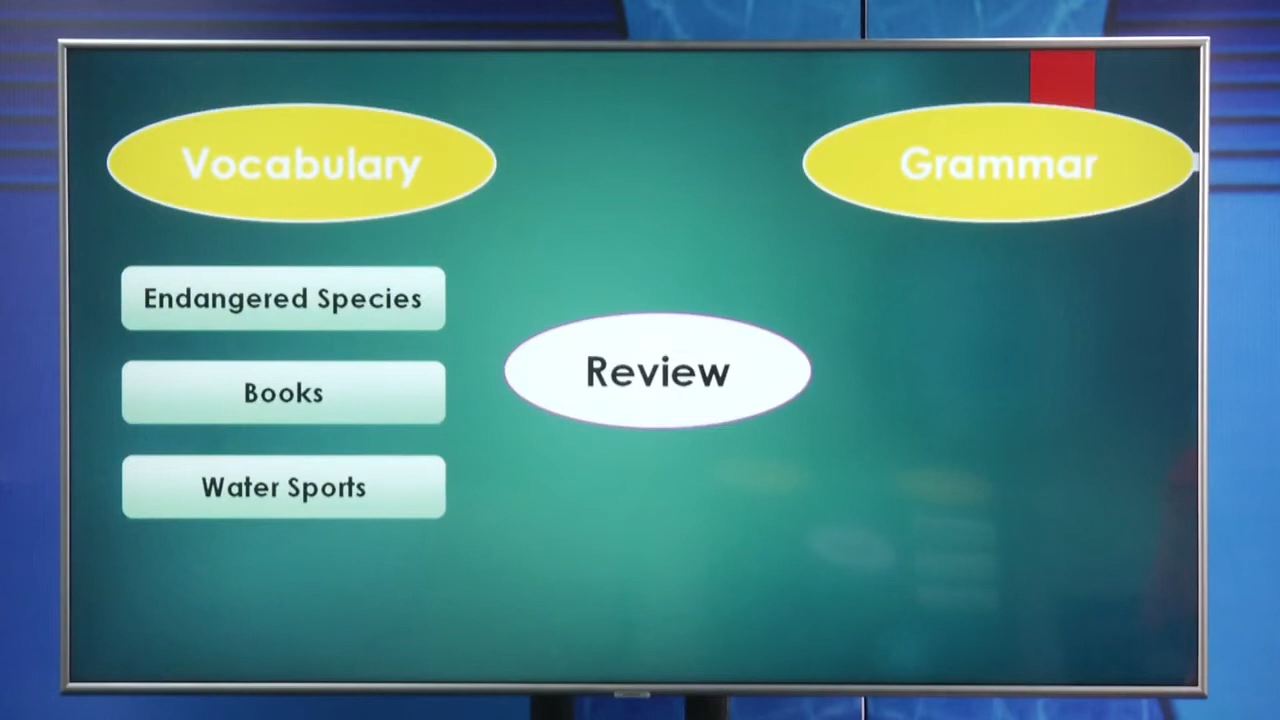 Vocabulary
Grammar
Endangered Species
Books
Water Sports
Review